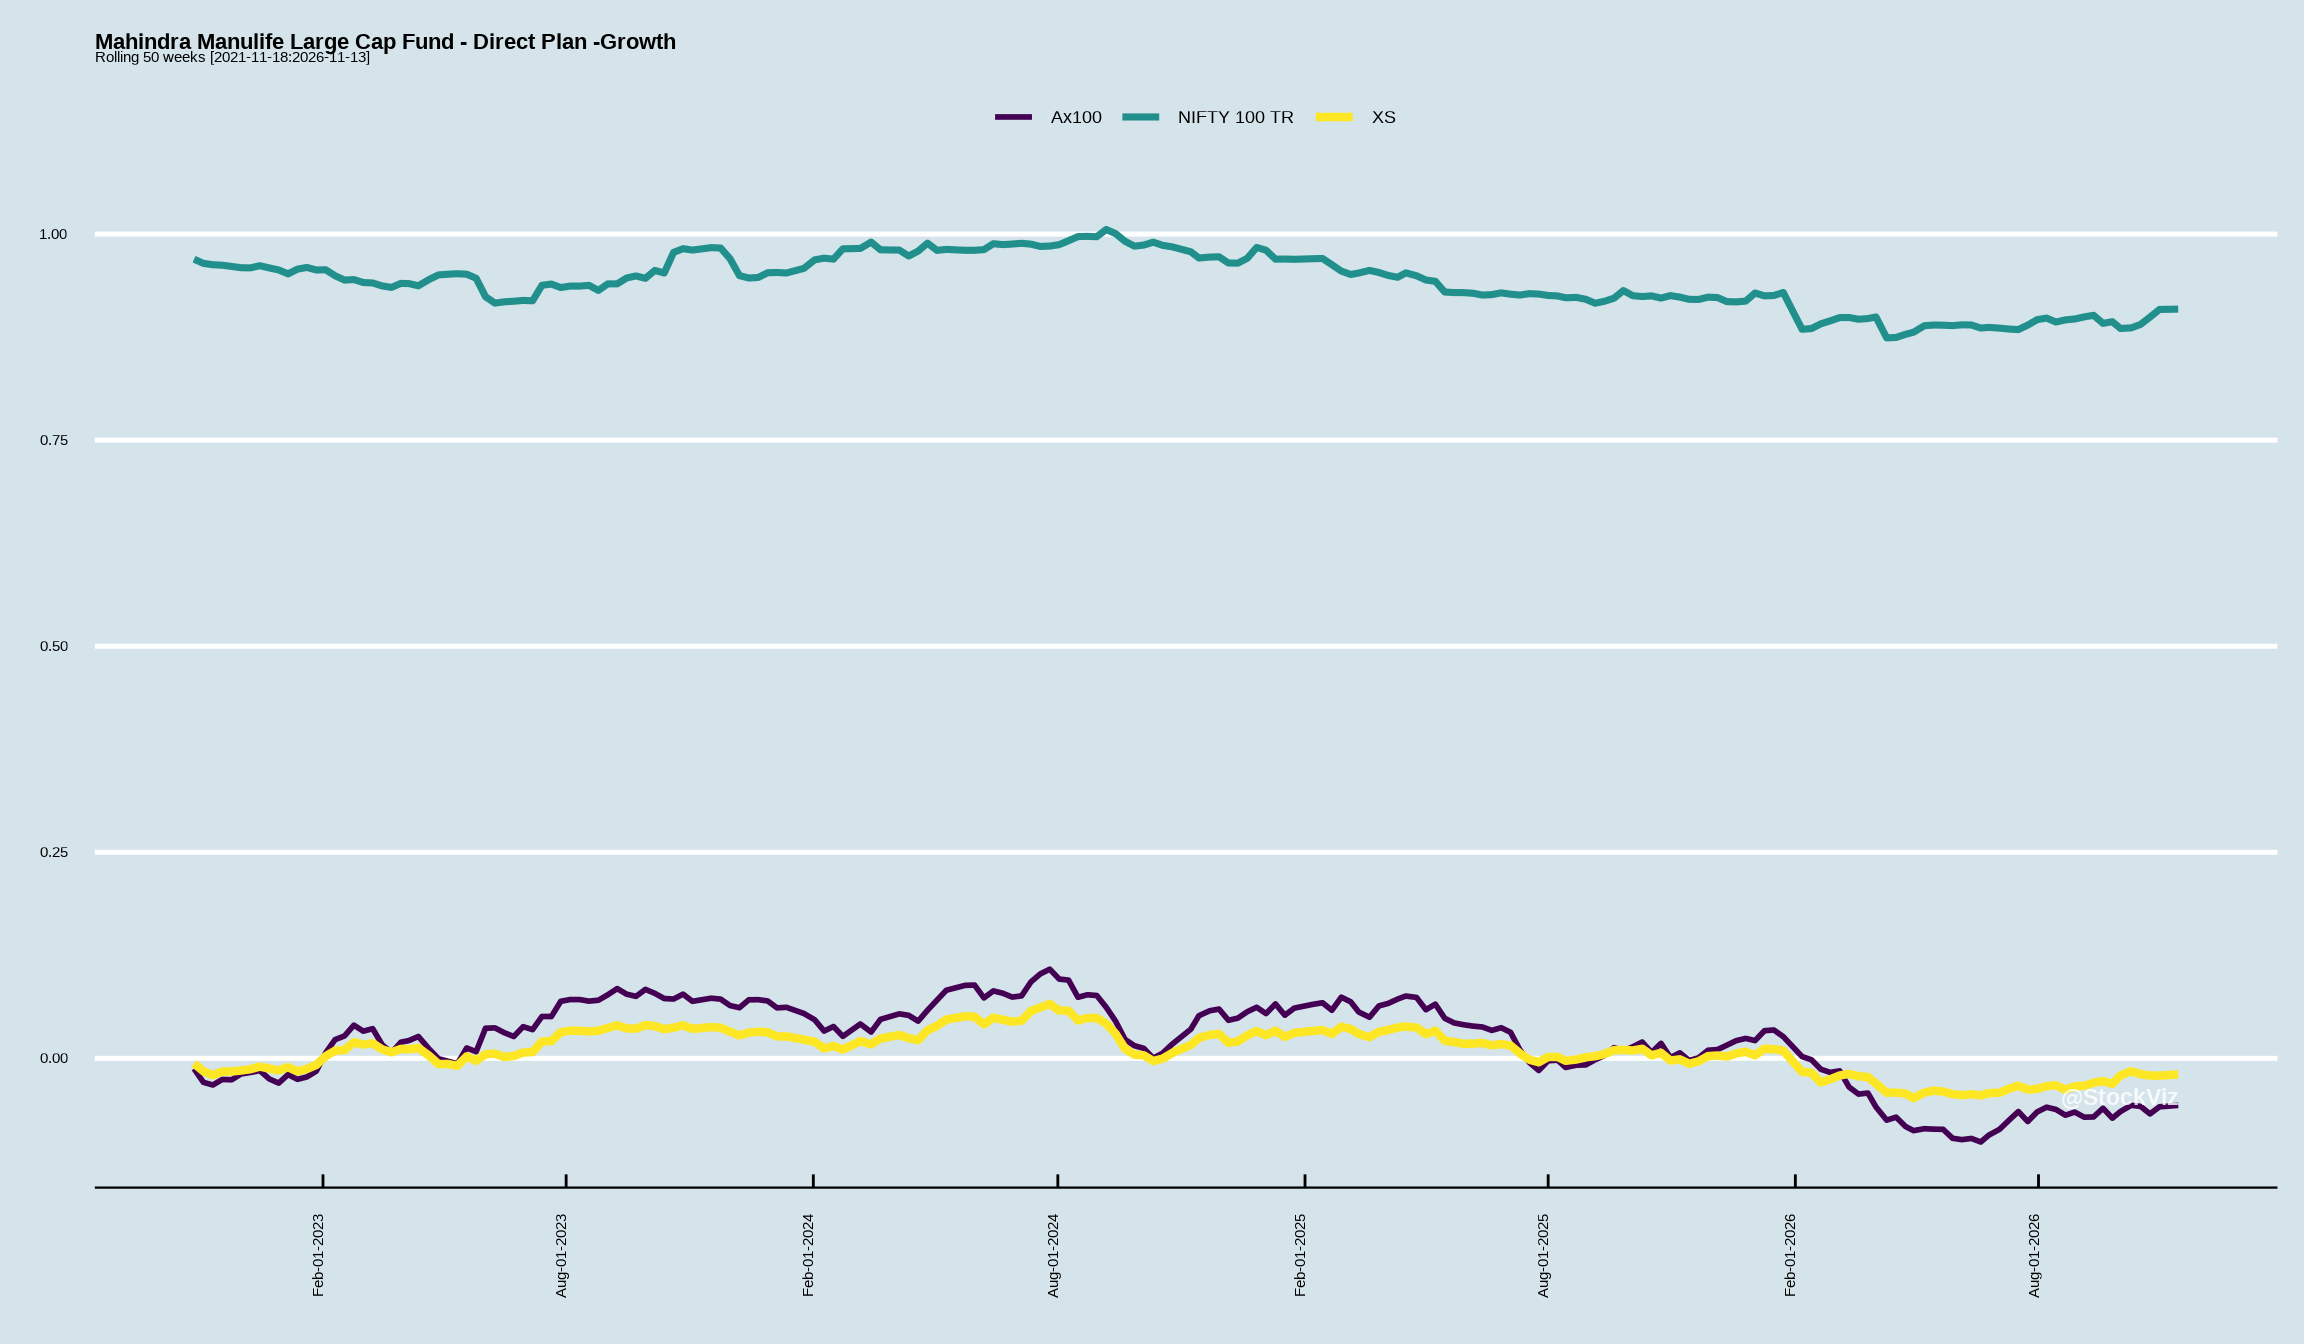 Mahindra Manulife Large Cap Fund - Direct Plan -Growth
Rolling 50 weeks [2021-11-18:2026-11-13]
Ax100 NIFTY 100 TR XS
1.00
0.75
0.50
0.25
0.00
@StockViz
Feb-01-2023
Aug-01-2023
Feb-01-2024
Aug-01-2024
Feb-01-2025
Aug-01-2025
Feb-01-2026
Aug-01-2026